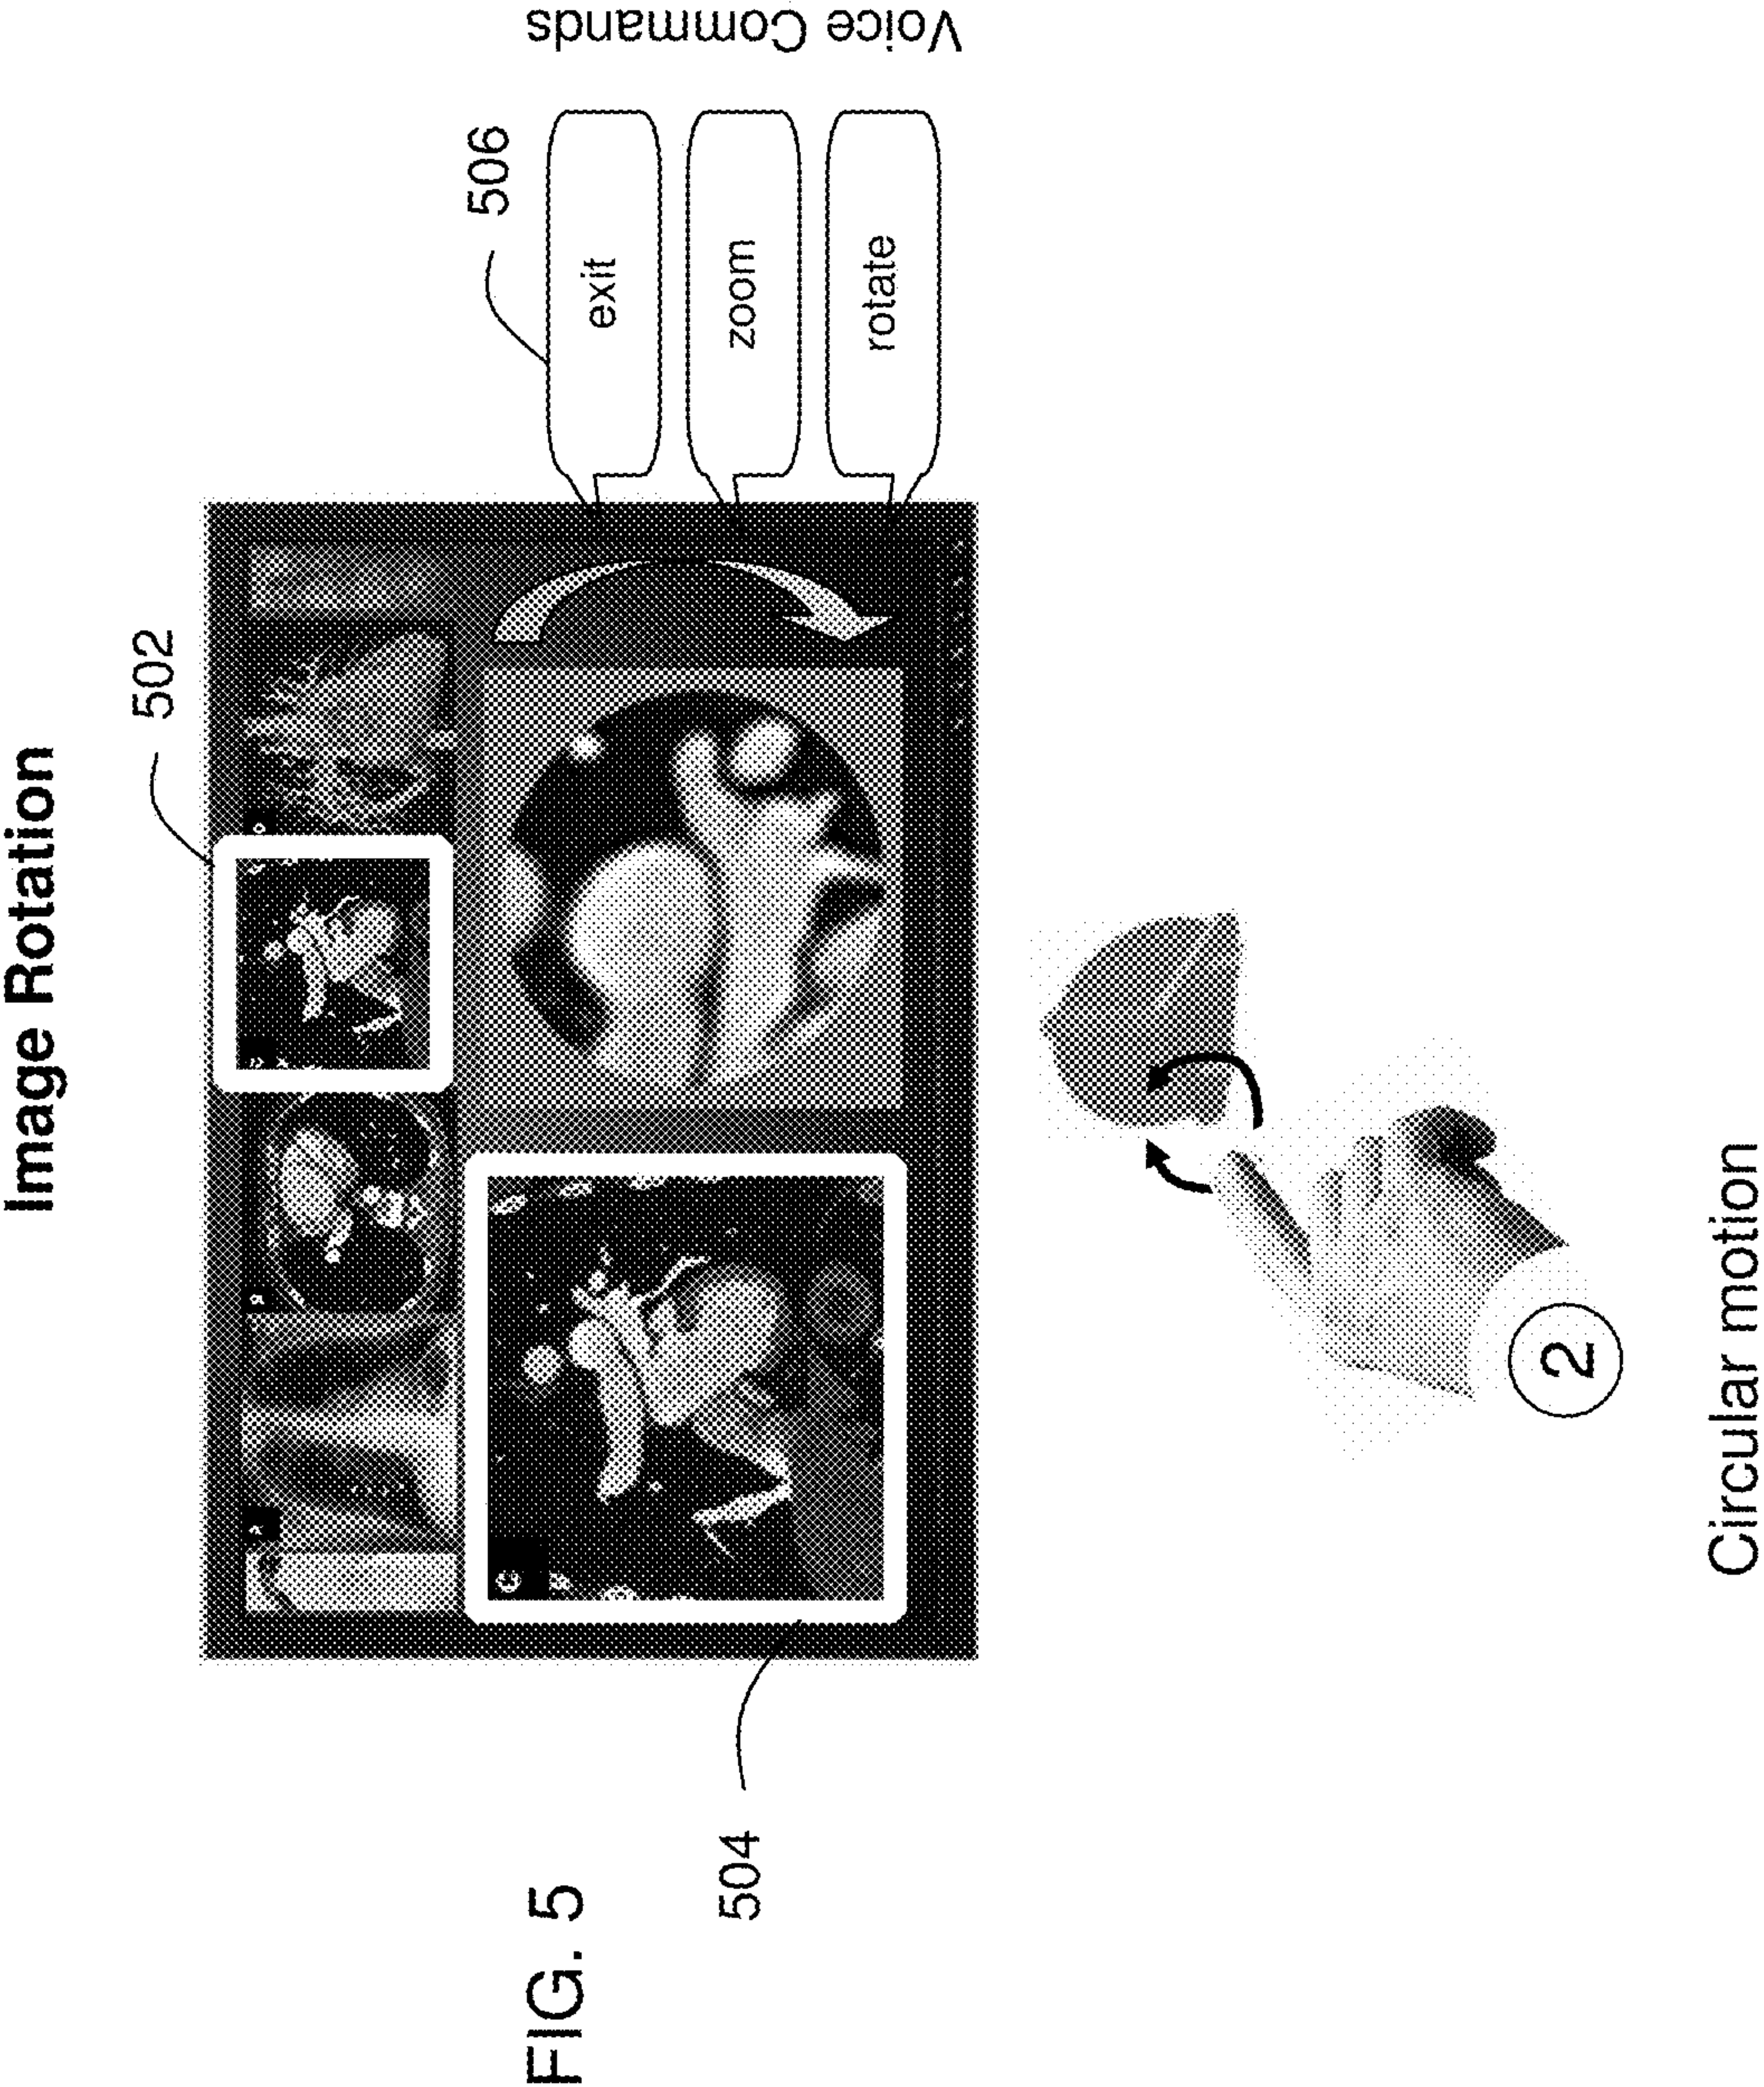 Image Rotation
502
506
exit
zoom
rotate
Voice Commands
FIG. 5
504
2
Circular motion